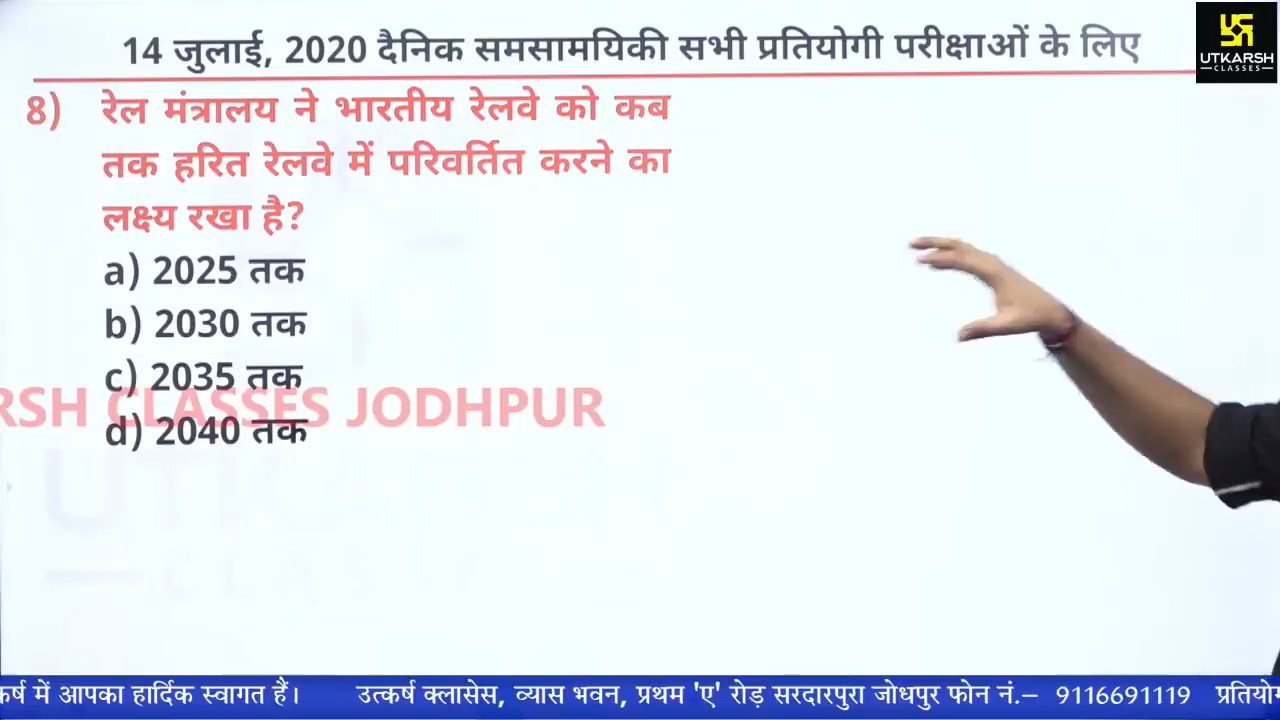 14 जुलाई, 2020 दैनिक समसामयिकी सभी प्रतियोगी परीक्षाओं के लिए
UTKARSH
CLASSES
8) रेल मंत्रालय ने भारतीय रेलवे को कब
तक हरित रेलवे में परिवर्तित करने का
लक्ष्य रखा है?
a) 2025 तक
b) 2030 तक
c) 2035 तक
RSH CLASSES JODHPUR
d) 2040 तक
र्ष में आपका हार्दिक स्वागत हैं। उत्कर्ष क्लासेस, व्यास भवन, प्रथम 'ए' रोड़ सरदारपुरा जोधपुर फोन नं.– 9116691119 प्रतियो